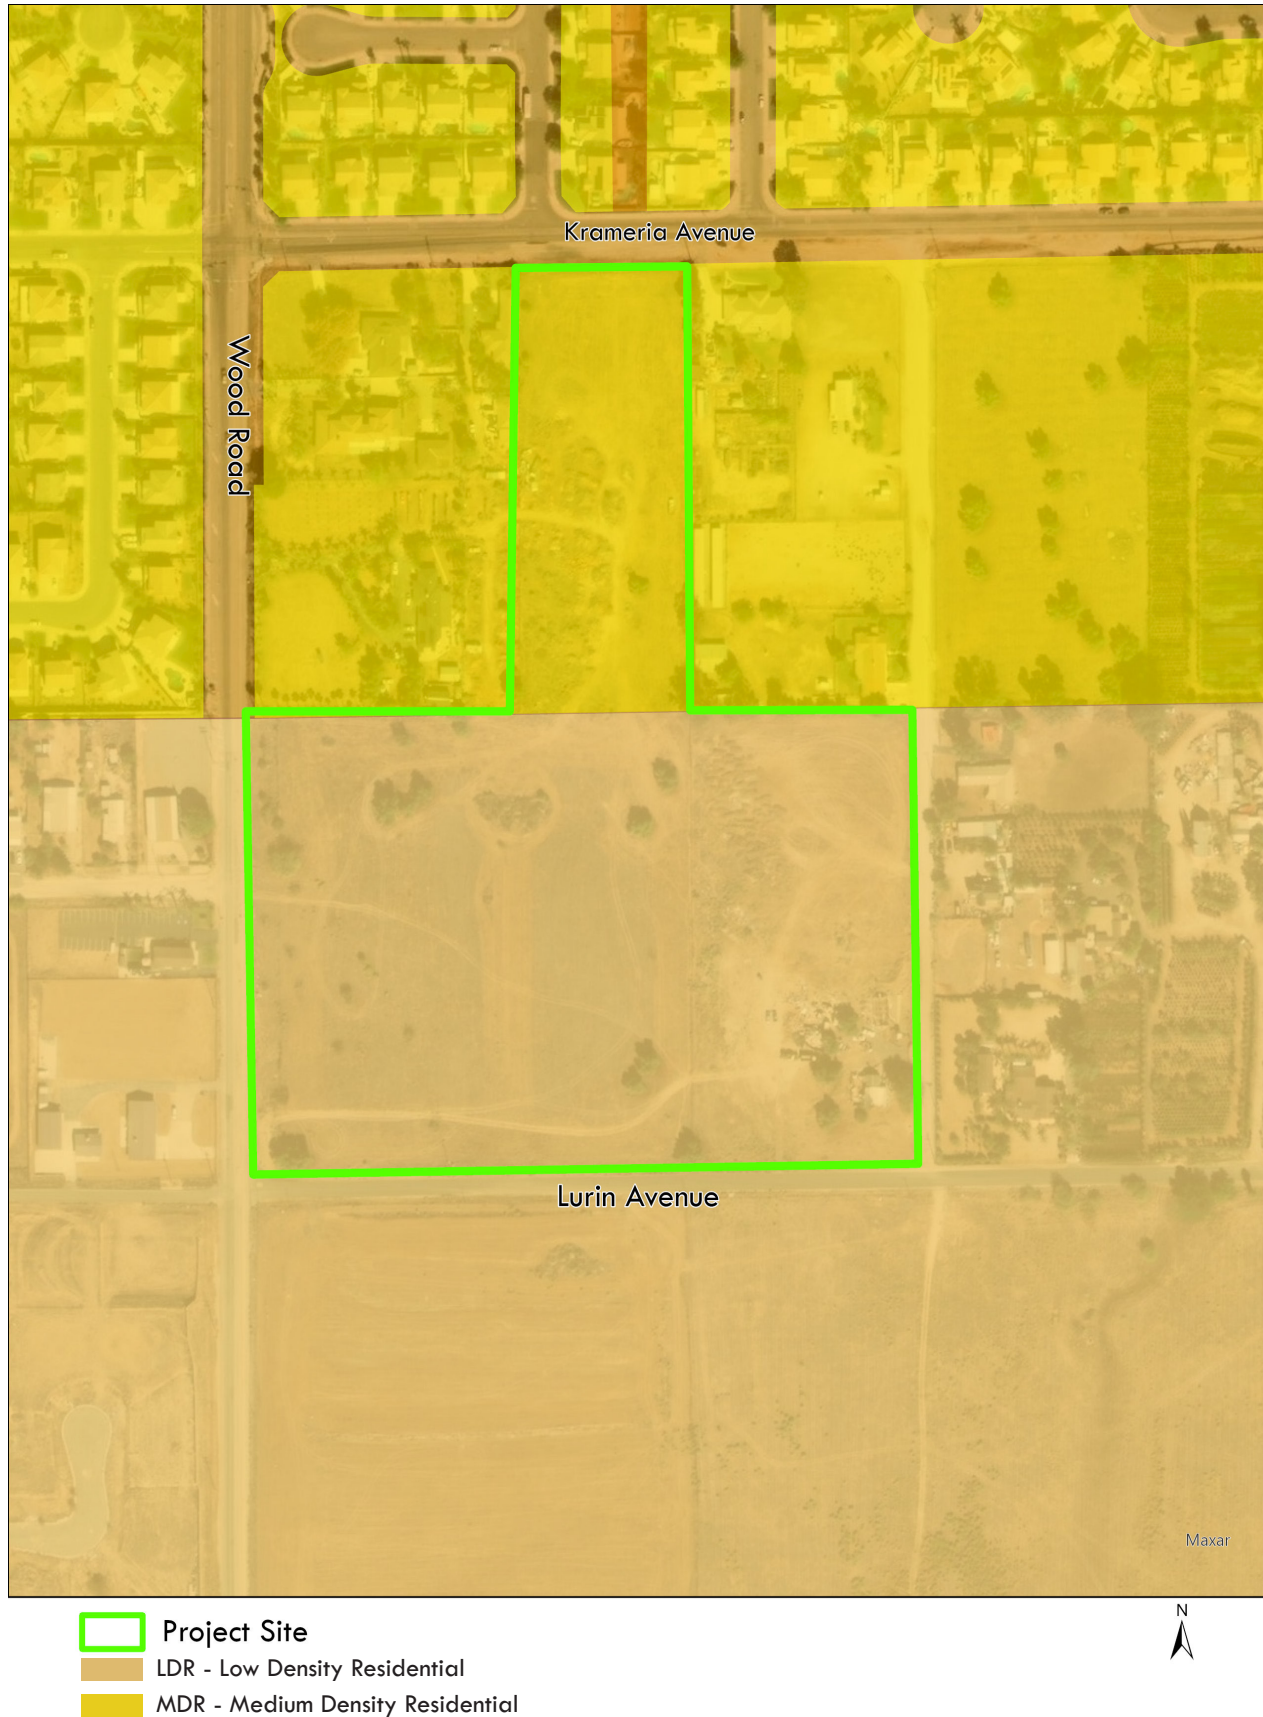 Krameria Avenue
Wood Road
Lurin Avenue
Maxar
N
Project Site
LDR - Low Density Residential
MDR - Medium Density Residential